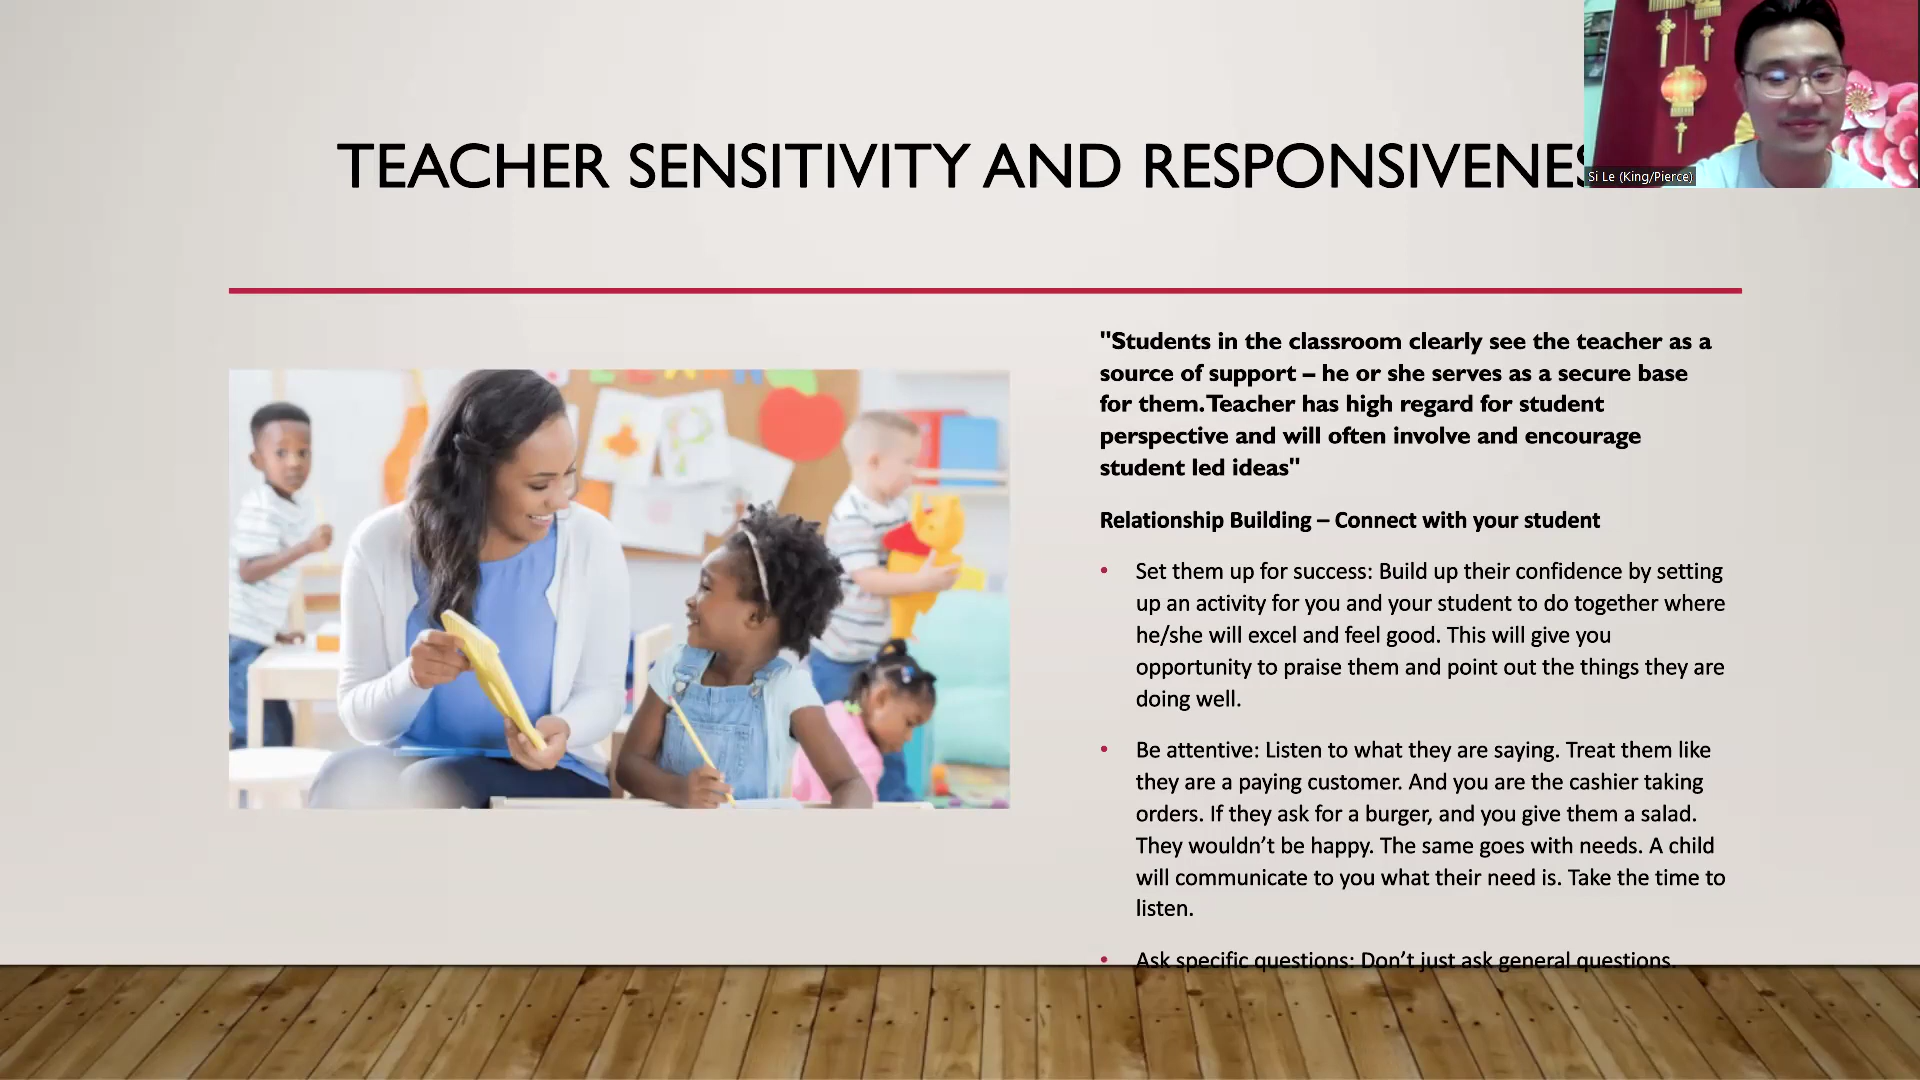 TEACHER SENSITIVITY AND RESPONSIVENES
Si Le (King/Pierce)
"Students in the classroom clearly see the teacher as a
source of support – he or she serves as a secure base
for them. Teacher has high regard for student
perspective and will often involve and encourage
student led ideas"
Relationship Building – Connect with your student
• Set them up for success: Build up their confidence by setting
up an activity for you and your student to do together where
he/she will excel and feel good. This will give you
opportunity to praise them and point out the things they are
doing well.
• Be attentive: Listen to what they are saying. Treat them like
they are a paying customer. And you are the cashier taking
orders. If they ask for a burger, and you give them a salad.
They wouldn’t be happy. The same goes with needs. A child
will communicate to you what their need is. Take the time to
listen.
• Ask specific questions: Don’t just ask general questions.